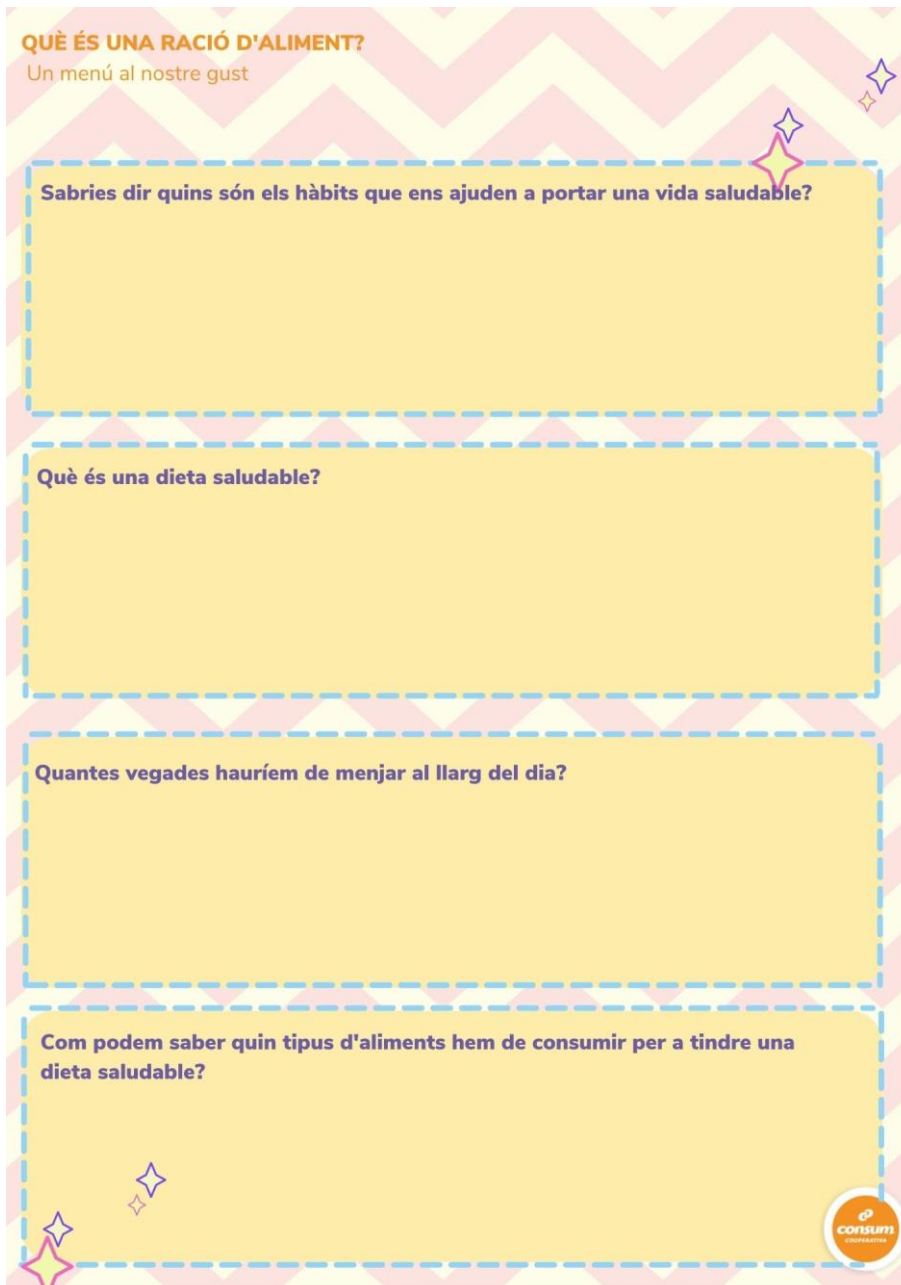 QUÈ ÉS UNA RACIÓ D'ALIMENT?
Un menú al nostre gust
Sabries dir quins són els hàbits que ens ajuden a portar una vida saludable?
Què és una dieta saludable?
Quantes vegades hauríem de menjar al llarg del dia?
Com podem saber quin tipus d'aliments hem de consumir per a tindre una
dieta saludable?
consum
COOPERATIVA